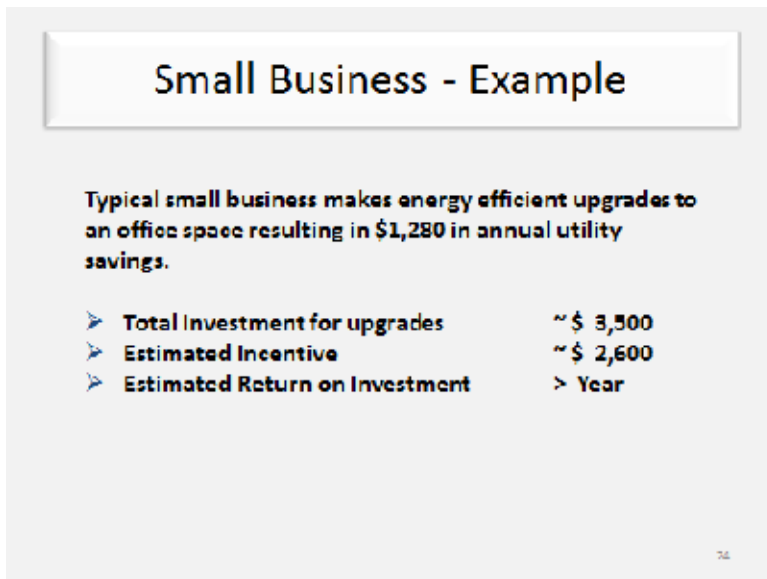 Small Business - Example
Typical small business makes energy efficient upgrades to
an office space resulting in $1,280 in annual utility
savings.
➢ Total Investment for upgrades ~$ 3,500
➢ Estimated Incentive ~$ 2,600
➢ Estimated Return on Investment > Year